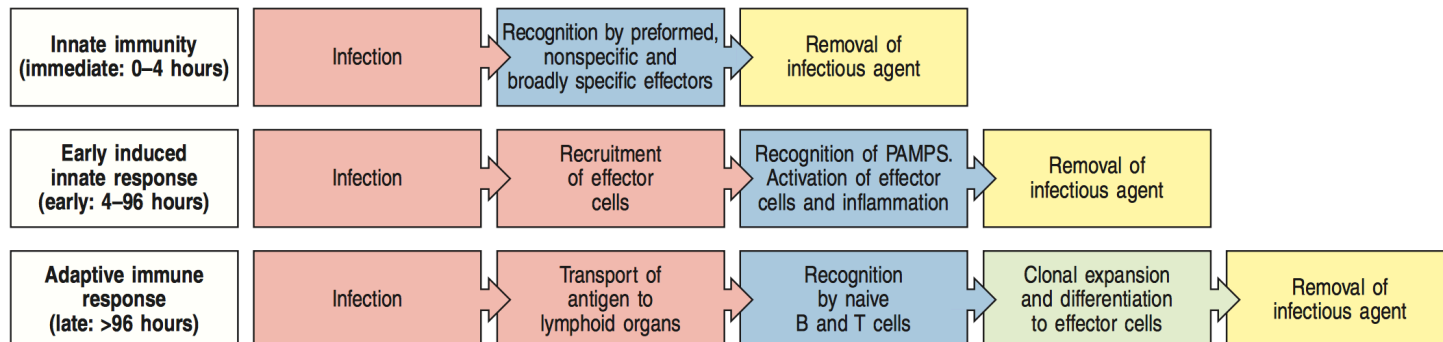 Innate immunity
(immediate: 0–4 hours)
Infection
Recognition by preformed,
nonspecific and
broadly specific effectors
Removal of
infectious agent
Early induced
innate response
(early: 4–96 hours)
Infection
Recruitment
of effector
cells
Recognition of PAMPS.
Activation of effector
cells and inflammation
Removal of
infectious agent
Adaptive immune
response
(late: >96 hours)
Infection
Transport of
antigen to
lymphoid organs
Recognition
by naive
B and T cells
Clonal expansion
and differentiation
to effector cells
Removal of
infectious agent